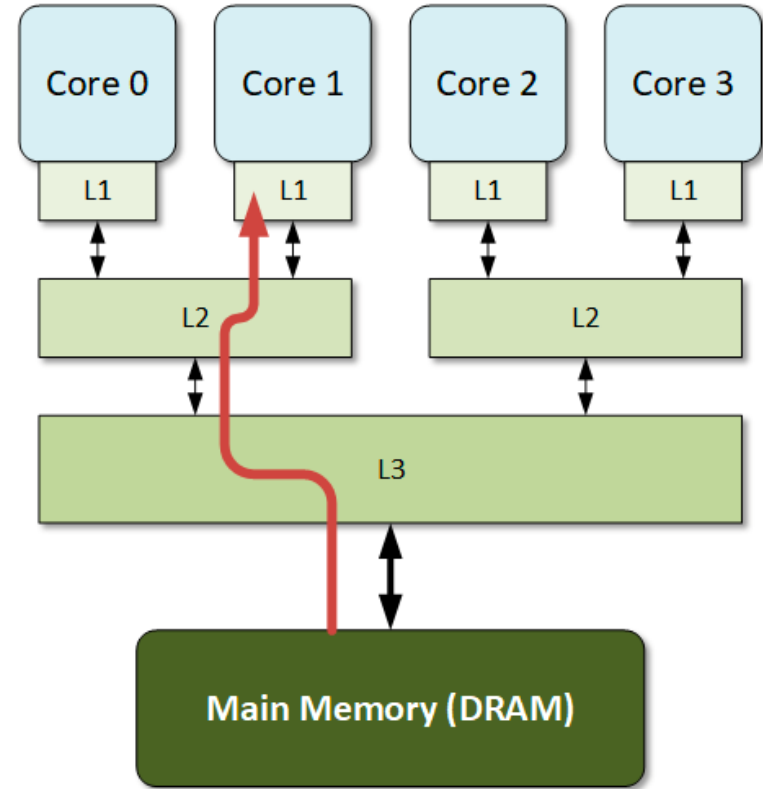 Core 0
Core 1
Core 2
Core 3
L1
L1
L1
L1
L2
L2
L3
Main Memory (DRAM)